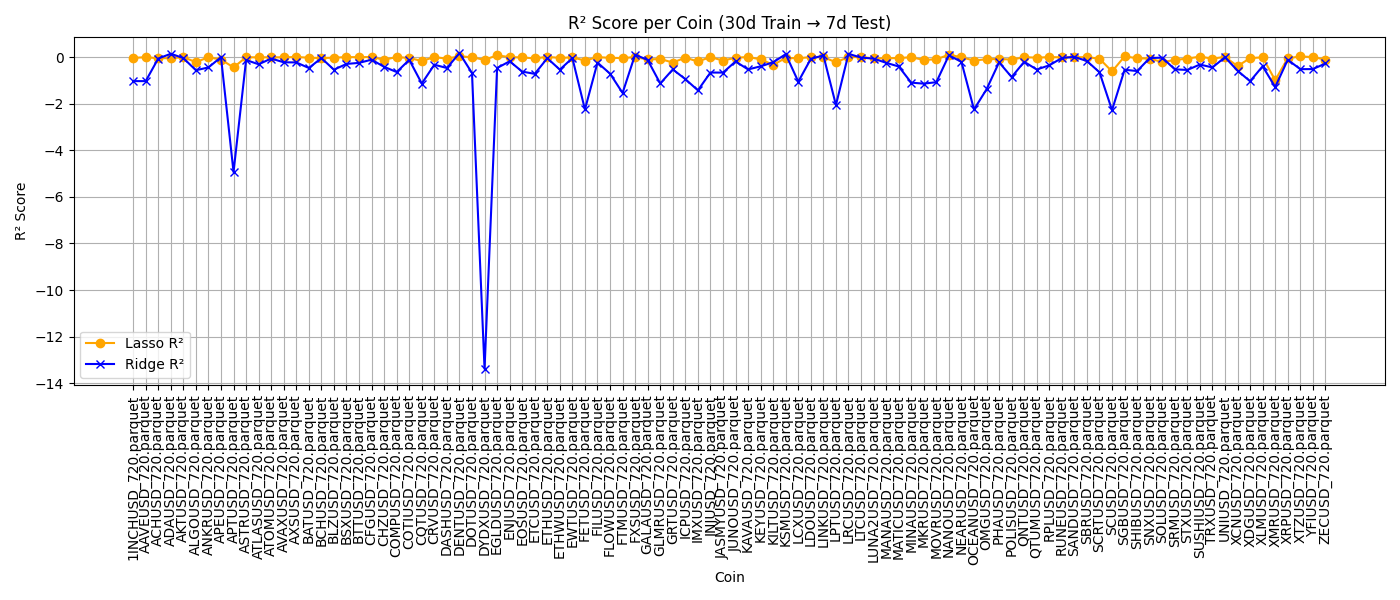 R² Score per Coin (30d Train → 7d Test)
R² Score
0
−2
−4
−6
−8
−10
−12
−14
Lasso R²
Ridge R²
1INCHUSD_720.parquet
AAVEUSD_720.parquet
ACHUSD_720.parquet
ADAUSD_720.parquet
AKTUSD_720.parquet
ALGOUSD_720.parquet
ANKRUSD_720.parquet
APEUSD_720.parquet
APTUSD_720.parquet
ASTRUSD_720.parquet
ATLASUSD_720.parquet
ATOMUSD_720.parquet
AVAXUSD_720.parquet
AXSUSD_720.parquet
BATUSD_720.parquet
BCHUSD_720.parquet
BLZUSD_720.parquet
BSXUSD_720.parquet
BTTUSD_720.parquet
CFGUSD_720.parquet
CHZUSD_720.parquet
COMPUSD_720.parquet
COTIUSD_720.parquet
CQTUSD_720.parquet
CRVUSD_720.parquet
DASHUSD_720.parquet
DENTUSD_720.parquet
DOTUSD_720.parquet
DYDXUSD_720.parquet
EGLDUSD_720.parquet
ENJUSD_720.parquet
EOSUSD_720.parquet
ETCUSD_720.parquet
ETHUSD_720.parquet
ETHWUSD_720.parquet
EWTUSD_720.parquet
FETUSD_720.parquet
FILUSD_720.parquet
FLOWUSD_720.parquet
FTMUSD_720.parquet
FXSUSD_720.parquet
GALAUSD_720.parquet
GLMRUSD_720.parquet
GRTUSD_720.parquet
ICPUSD_720.parquet
IMXUSD_720.parquet
INJUSD_720.parquet
JASMYUSD_720.parquet
JUNOUSD_720.parquet
KAVAUSD_720.parquet
KEYUSD_720.parquet
KILTUSD_720.parquet
KSMUSD_720.parquet
LCXUSD_720.parquet
LDOUSD_720.parquet
LINKUSD_720.parquet
LPTUSD_720.parquet
LRCUSD_720.parquet
LTCUSD_720.parquet
LUNA2USD_720.parquet
MANAUSD_720.parquet
MATICUSD_720.parquet
MINAUSD_720.parquet
MKRUSD_720.parquet
MOVRUSD_720.parquet
NANOUSD_720.parquet
NEARUSD_720.parquet
OCEANUSD_720.parquet
OMGUSD_720.parquet
PHAUSD_720.parquet
POLISUSD_720.parquet
QNTUSD_720.parquet
QTUMUSD_720.parquet
RPLUSD_720.parquet
RUNEUSD_720.parquet
SANDUSD_720.parquet
SBRUSD_720.parquet
SCRTUSD_720.parquet
SCUSD_720.parquet
SGBUSD_720.parquet
SHIBUSD_720.parquet
SNXUSD_720.parquet
SOLUSD_720.parquet
SRMUSD_720.parquet
STXUSD_720.parquet
SUSHIUSD_720.parquet
TRXUSD_720.parquet
UNIUSD_720.parquet
XCNUSD_720.parquet
XDGUSD_720.parquet
XLMUSD_720.parquet
XMRUSD_720.parquet
XRPUSD_720.parquet
XTZUSD_720.parquet
YFIUSD_720.parquet
ZECUSD_720.parquet
Coin